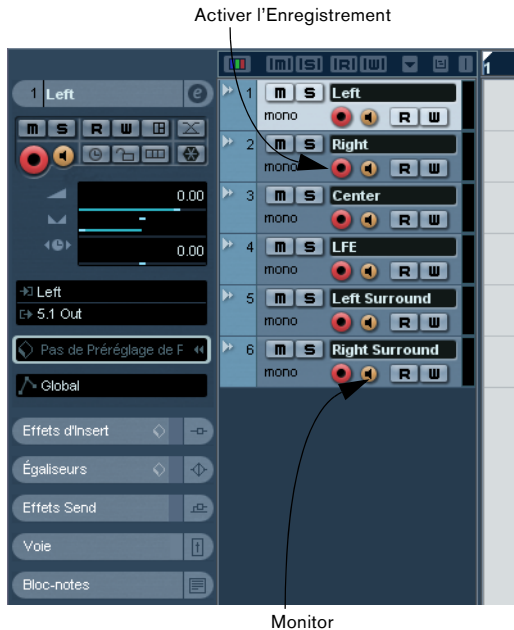 Activer l'Enregistrement
m S R W
1
1 Left e
m S R W
0.00
0.00
Left
5.1 Out
Pas de Préréglage de F
Global
Effets d'Insert
Égaliseurs
Effets Send
Voie
Bloc-notes
1 m S Left
mono R W
2 m S Right
mono R W
3 m S Center
mono R W
4 m S LFE
mono R W
5 m S Left Surround
mono R W
6 m S Right Surround
mono R W
Monitor